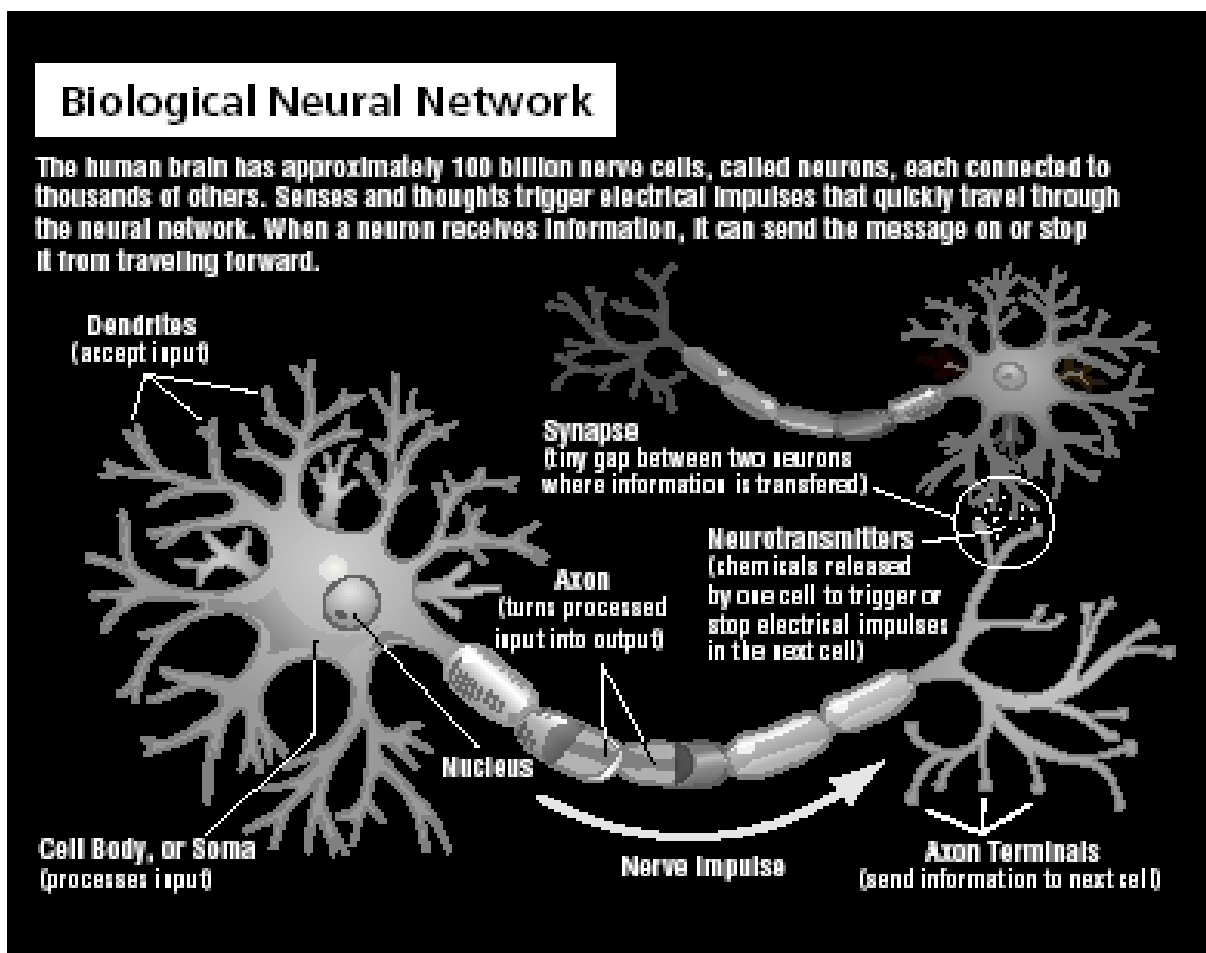 Biological Neural Network
The human brain has approximately 100 billion nerve cells, called neurons, each connected to
thousands of others. Senses and thoughts trigger electrical impulses that quickly travel through
the neural network. When a neuron receives information, it can send the message on or stop
it from traveling forward.
Dendrites
(accept input)
Synapse
(tiny gap between two neurons
where information is transfered)
Neurotransmitters
(chemicals released
by one cell to trigger or
stop electrical impulses
in the next cell)
Axon
(turns processed
input into output)
Nucleus
Cell Body, or Soma
(processes input)
Nerve Impulse
Axon Terminals
(send information to next cell)